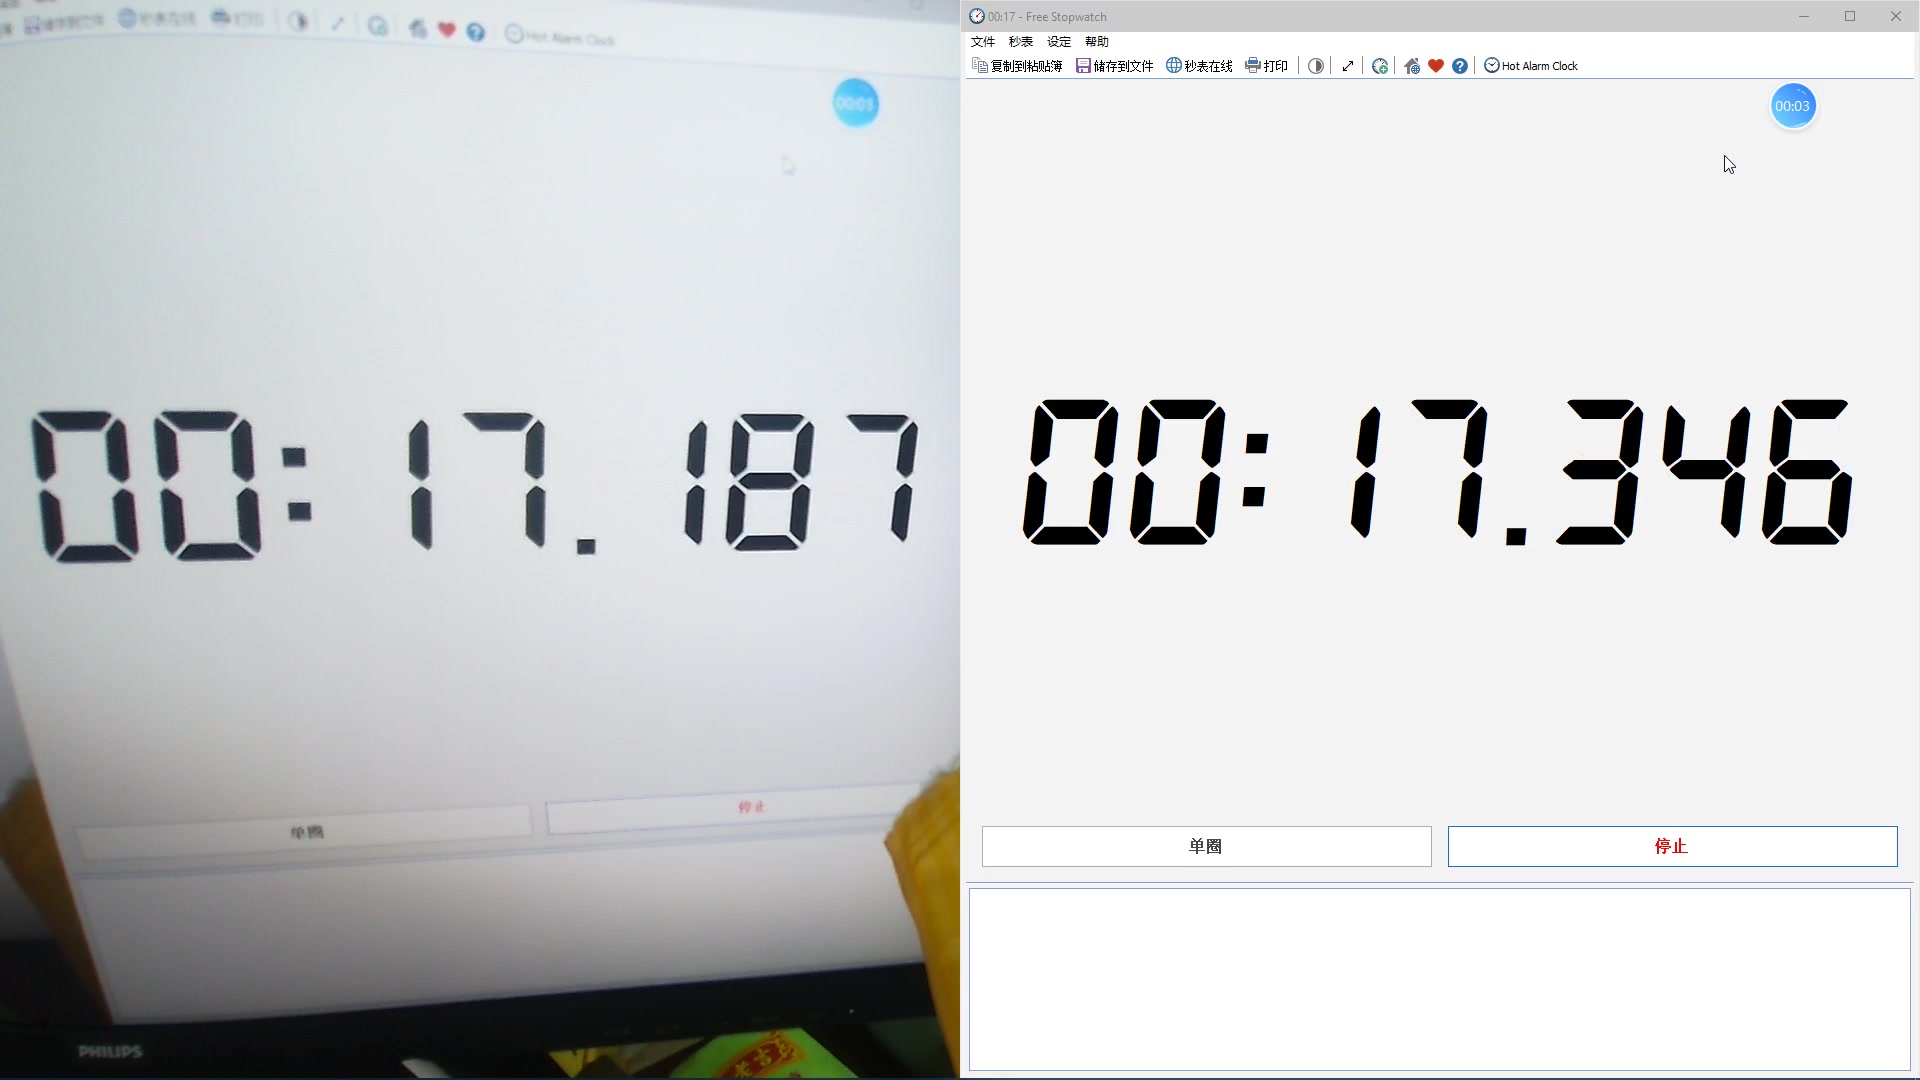 储存到文件 秒表在线 打印 Hot Alarm Clock
00:03
00:17.187
单圈 停止
PHILIPS
00:17 - Free Stopwatch
文件 秒表 设定 帮助
复制到粘贴簿 储存到文件 秒表在线 打印 Hot Alarm Clock
00:03
00:17.346
单圈 停止